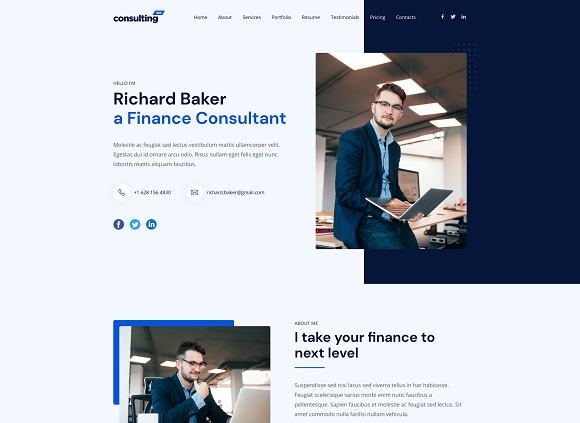 consulting
Home About Services Portfolio Resume Testimonials Pricing Contacts
HELLO I'M
Richard Baker
a Finance Consultant
Molestie ac feugiat sed lectus vestibulum mattis ullamcorper velit.
Egestas dui id ornare arcu odio. Risus nullam eget felis eget nunc
lobortis mattis aliquam faucibus.
+1 628 156 4830 richard.baker@gmail.com
ABOUT ME
I take your finance to
next level
Suspendisse sed nisi lacus sed viverra tellus in hac habitasse.
Feugiat scelerisque varius morbi enim nunc faucibus a
pellentesque. Sapien faucibus et molestie ac feugiat sed lectus. Sit
amet commodo nulla facilisi nullam vehicula.